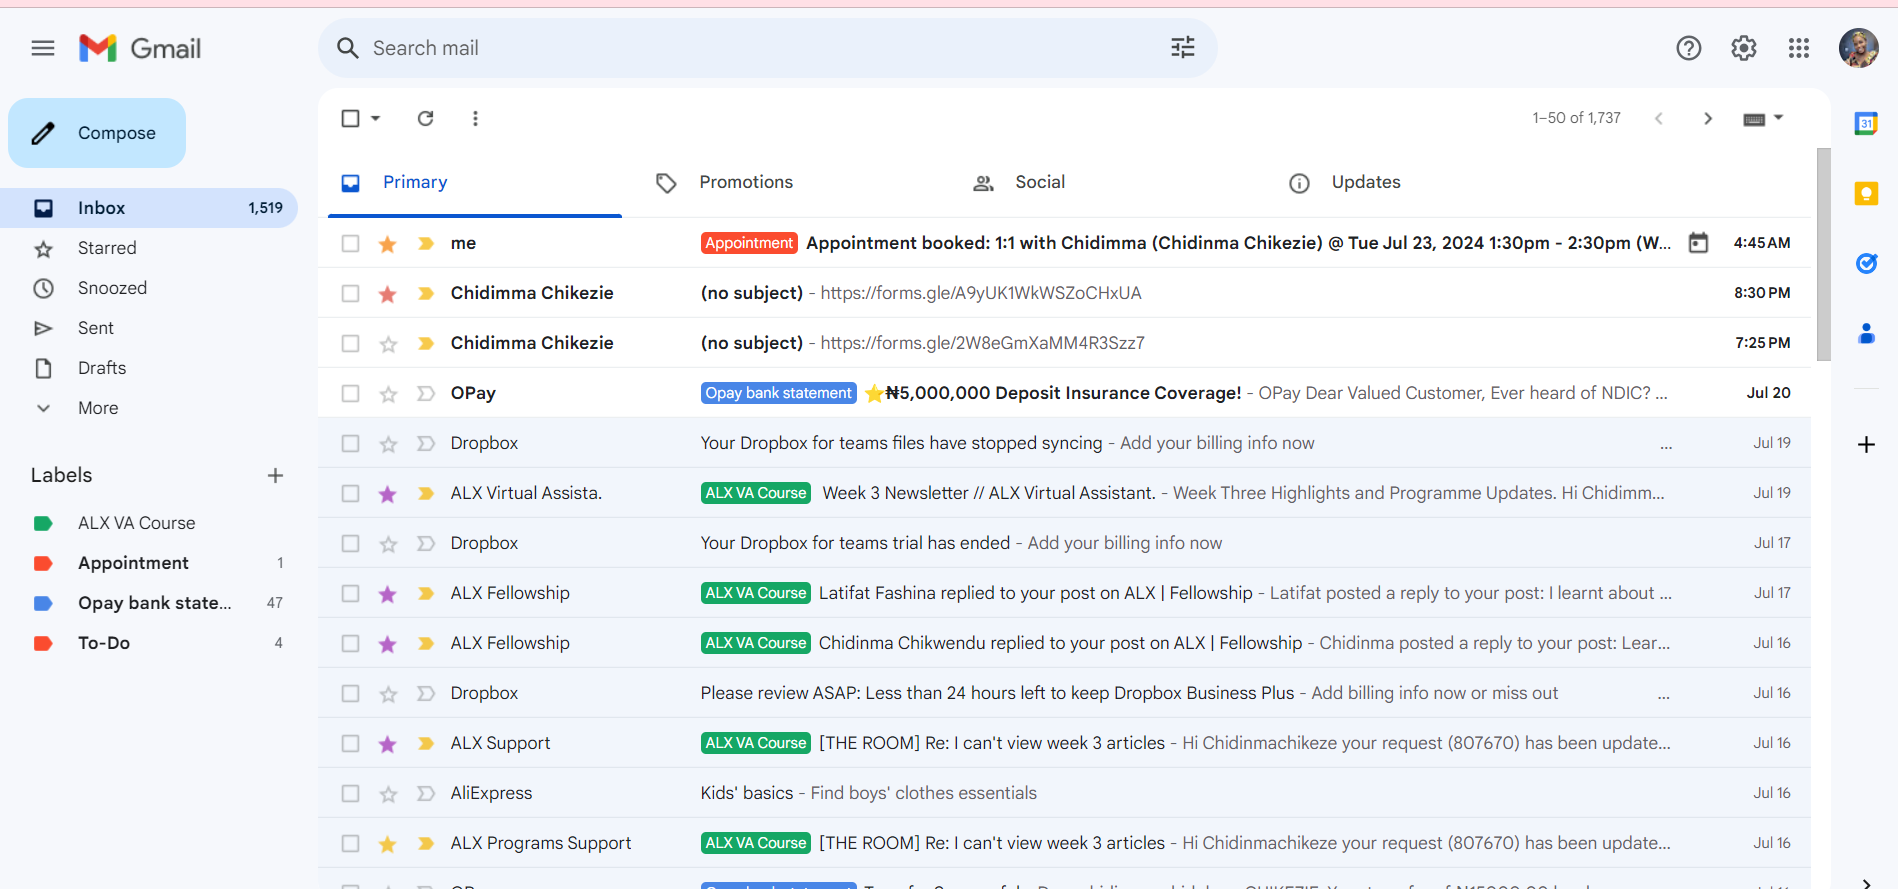 Gmail
Search mail
Compose
1–50 of 1,737
31
Primary
Promotions
Social
Updates
Inbox 1,519
Starred
Snoozed
Sent
Drafts
More
Labels
ALX VA Course
Appointment 1
Opay bank state... 47
To-Do 4
me Appointment Appointment booked: 1:1 with Chidimma (Chidinma Chikezie) @ Tue Jul 23, 2024 1:30pm - 2:30pm (W... 4:45 AM
Chidimma Chikezie (no subject) - https://forms.gle/A9yUK1WkWSZoCHxUA 8:30 PM
Chidimma Chikezie (no subject) - https://forms.gle/2W8eGmXaMM4R3Szz7 7:25 PM
OPay Opay bank statement ⭐₦5,000,000 Deposit Insurance Coverage! - OPay Dear Valued Customer, Ever heard of NDIC? ... Jul 20
Dropbox Your Dropbox for teams files have stopped syncing - Add your billing info now ... Jul 19
ALX Virtual Assista. ALX VA Course Week 3 Newsletter // ALX Virtual Assistant. - Week Three Highlights and Programme Updates. Hi Chidimm... Jul 19
Dropbox Your Dropbox for teams trial has ended - Add your billing info now Jul 17
ALX Fellowship ALX VA Course Latifat Fashina replied to your post on ALX | Fellowship - Latifat posted a reply to your post: I learnt about ... Jul 17
ALX Fellowship ALX VA Course Chidinma Chikwendu replied to your post on ALX | Fellowship - Chidinma posted a reply to your post: Lear... Jul 16
Dropbox Please review ASAP: Less than 24 hours left to keep Dropbox Business Plus - Add billing info now or miss out ... Jul 16
ALX Support ALX VA Course [THE ROOM] Re: I can't view week 3 articles - Hi Chidinmachikeze your request (807670) has been update... Jul 16
AliExpress Kids' basics - Find boys' clothes essentials Jul 16
ALX Programs Support ALX VA Course [THE ROOM] Re: I can't view week 3 articles - Hi Chidinmachikeze your request (807670) has been update... Jul 16